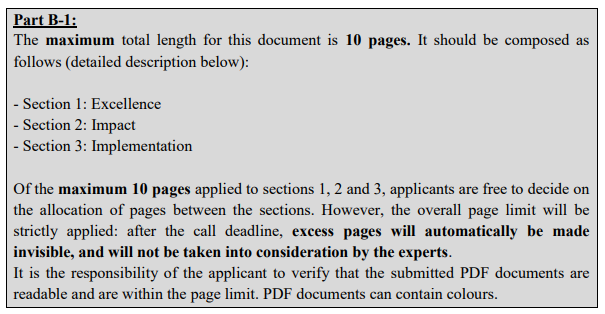 Part B-1:
The maximum total length for this document is 10 pages. It should be composed as
follows (detailed description below):
- Section 1: Excellence
- Section 2: Impact
- Section 3: Implementation
Of the maximum 10 pages applied to sections 1, 2 and 3, applicants are free to decide on
the allocation of pages between the sections. However, the overall page limit will be
strictly applied: after the call deadline, excess pages will automatically be made
invisible, and will not be taken into consideration by the experts.
It is the responsibility of the applicant to verify that the submitted PDF documents are
readable and are within the page limit. PDF documents can contain colours.